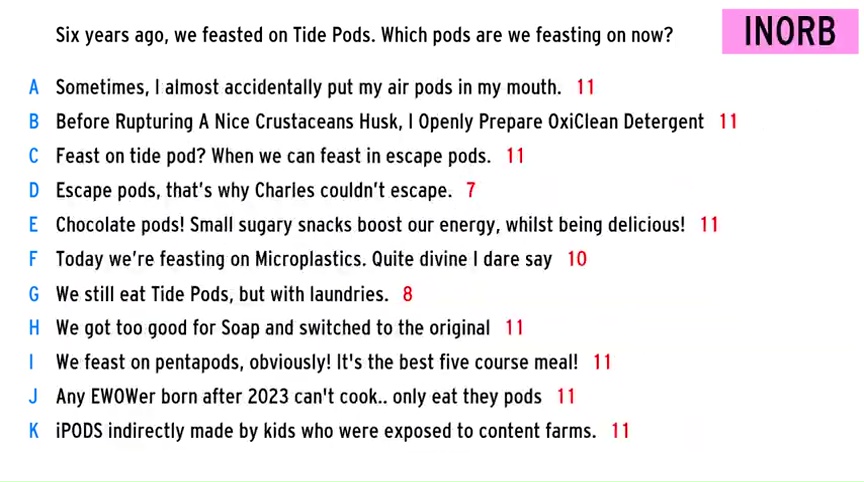 Six years ago, we feasted on Tide Pods. Which pods are we feasting on now?
INORB
A Sometimes, I almost accidentally put my air pods in my mouth. 11
B Before Rupturing A Nice Crustaceans Husk, I Openly Prepare OxiClean Detergent 11
C Feast on tide pod? When we can feast in escape pods. 11
D Escape pods, that's why Charles couldn't escape. 7
E Chocolate pods! Small sugary snacks boost our energy, whilst being delicious! 11
F Today we're feasting on Microplastics. Quite divine I dare say 10
G We still eat Tide Pods, but with laundries. 8
H We got too good for Soap and switched to the original 11
I We feast on pentapods, obviously! It's the best five course meal! 11
J Any EWOWer born after 2023 can't cook.. only eat they pods 11
K iPODS indirectly made by kids who were exposed to content farms. 11